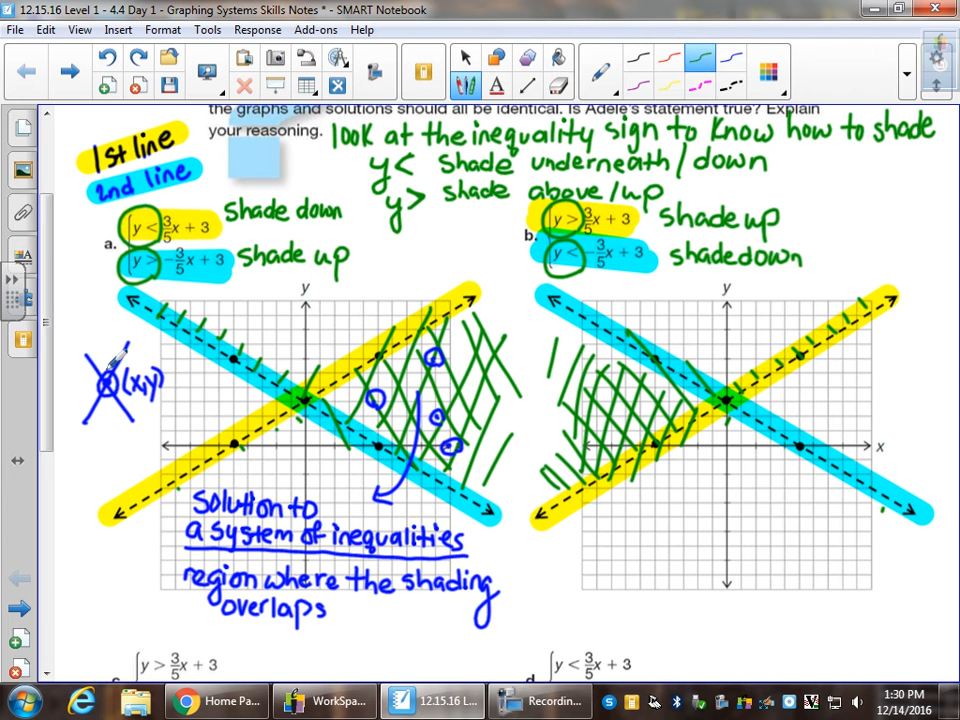 12.15.16 Level 1 - 4.4 Day 1 - Graphing Systems Skills Notes * - SMART Notebook
File Edit View Insert Format Tools Response Add-ons Help
the graphs and solutions should all be identical. Is Adele's statement true? Explain
your reasoning.
look at the inequality sign to know how to shade
y < shade underneath / down
y > shade above / up
1st line
2nd line
a.
y < 3/5x + 3 shade down
y > -3/5x + 3 shade up
b.
y > 3/5x + 3 shade up
y < -3/5x + 3 shade down
y
y
(x,y)
x
solution to
a system of inequalities
region where the shading
overlaps
y > 3/5x + 3
y < 3/5x + 3
Home Pa...
WorkSpa...
12.15.16 L...
Recordin...
1:30 PM
12/14/2016